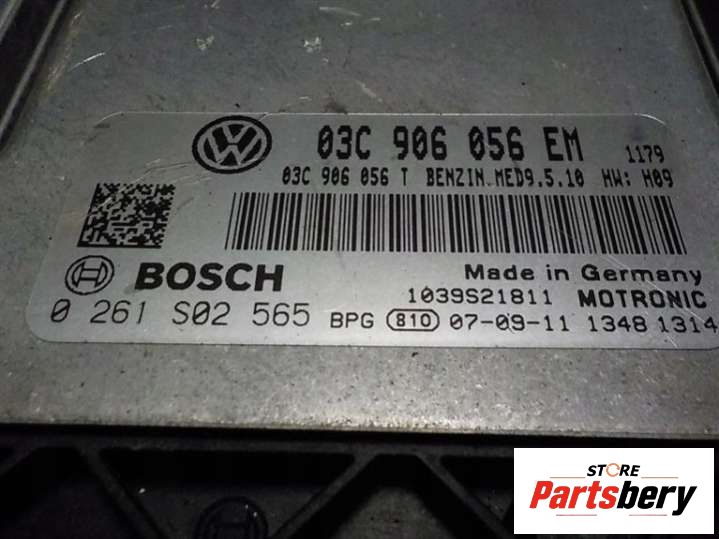 03C 906 056 EM 1179
03C 906 056 T BENZIN MED9.5.10 HW: H09
BOSCH
Made in Germany
1039S21811 MOTRONIC
0 261 S02 565 BPG 810 07-09-11 1348 1314
STORE
Partsbery